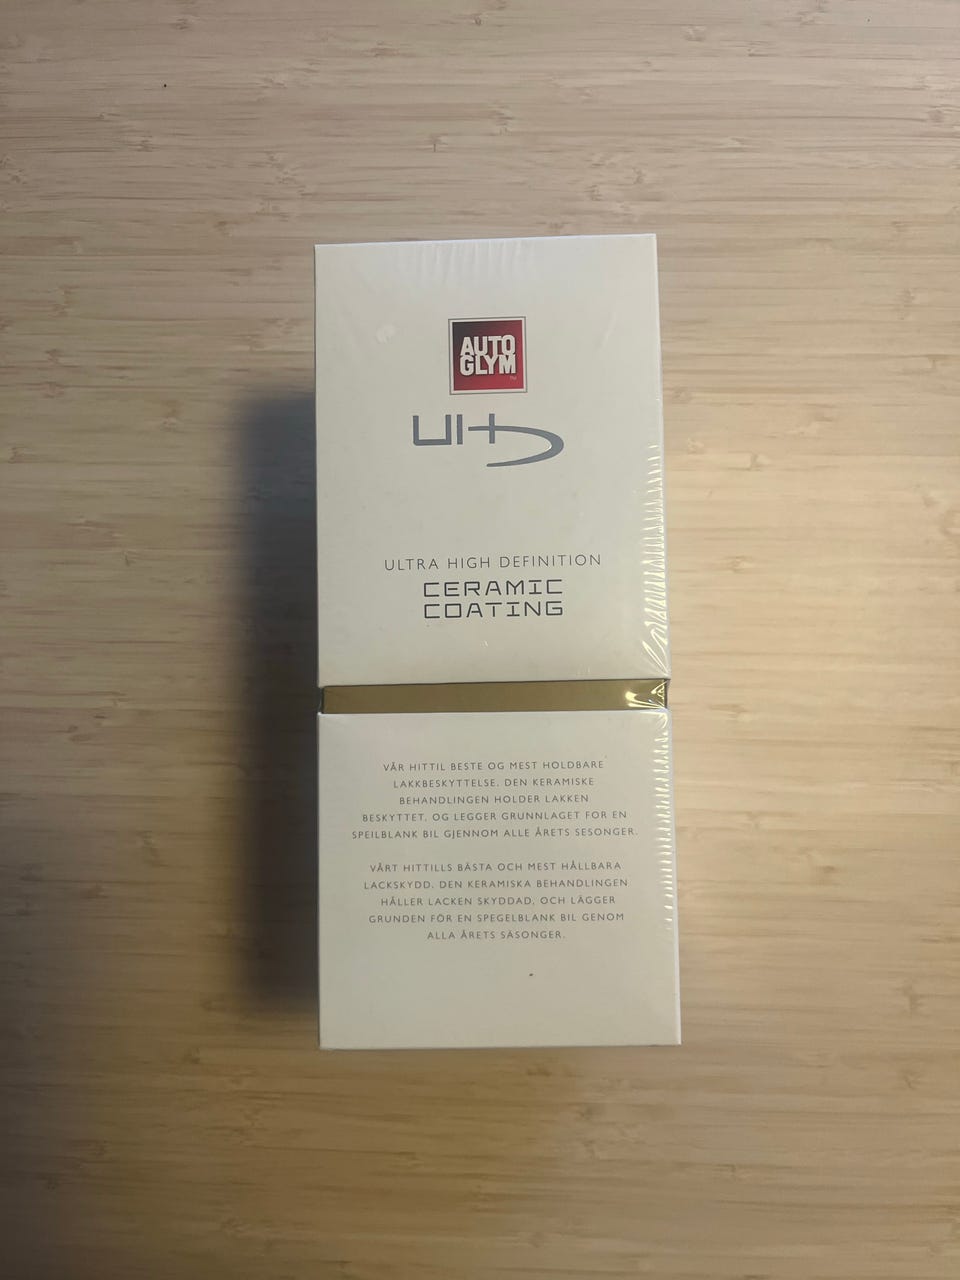 AUTO
GLYM
TM
UHD
ULTRA HIGH DEFINITION
CERAMIC
COATING
VÅR HITTIL BESTE OG MEST HOLDBARE
LAKKBESKYTTELSE. DEN KERAMISKE
BEHANDLINGEN HOLDER LAKKEN
BESKYTTET, OG LEGGER GRUNNLAGET FOR EN
SPEILBLANK BIL GJENNOM ALLE ÅRETS SESONGER.
VÅRT HITTILLS BÄSTA OCH MEST HÅLLBARA
LACKSKYDD. DEN KERAMISKA BEHANDLINGEN
HÅLLER LACKEN SKYDDAD, OCH LÄGGER
GRUNDEN FÖR EN SPEGELBLANK BIL GENOM
ALLA ÅRETS SÄSONGER.